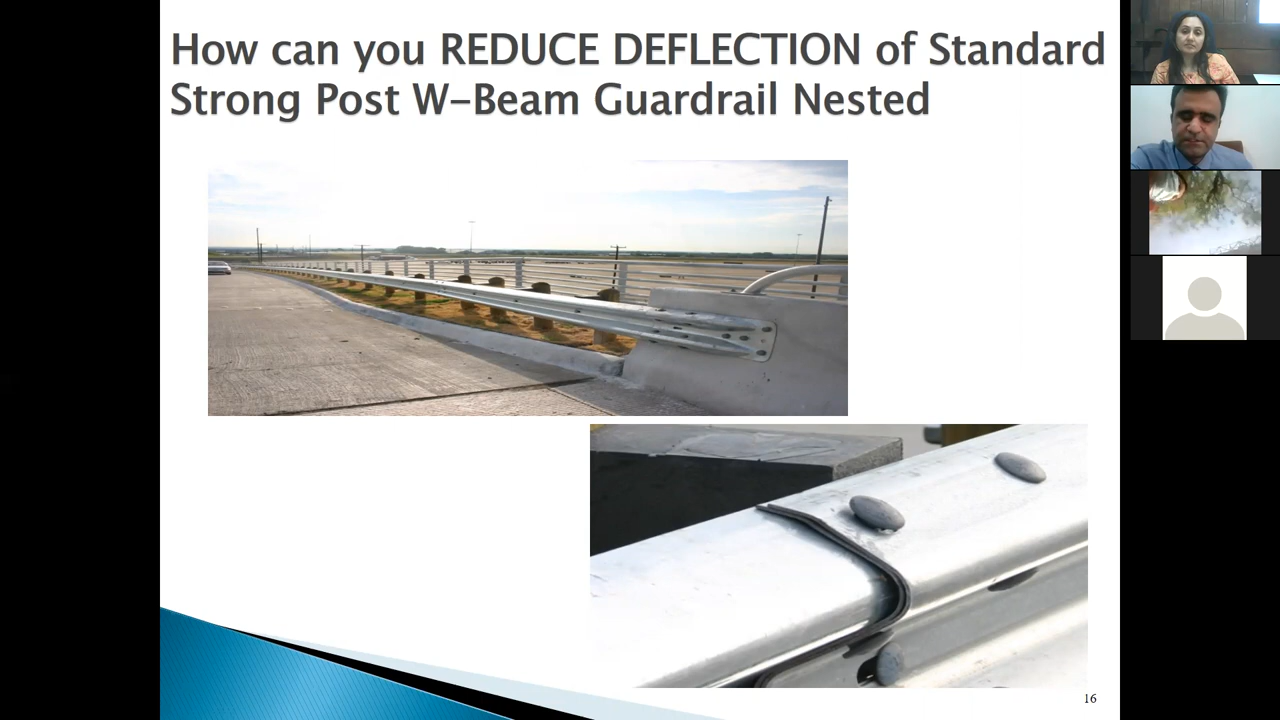 How can you REDUCE DEFLECTION of Standard
Strong Post W-Beam Guardrail Nested
16